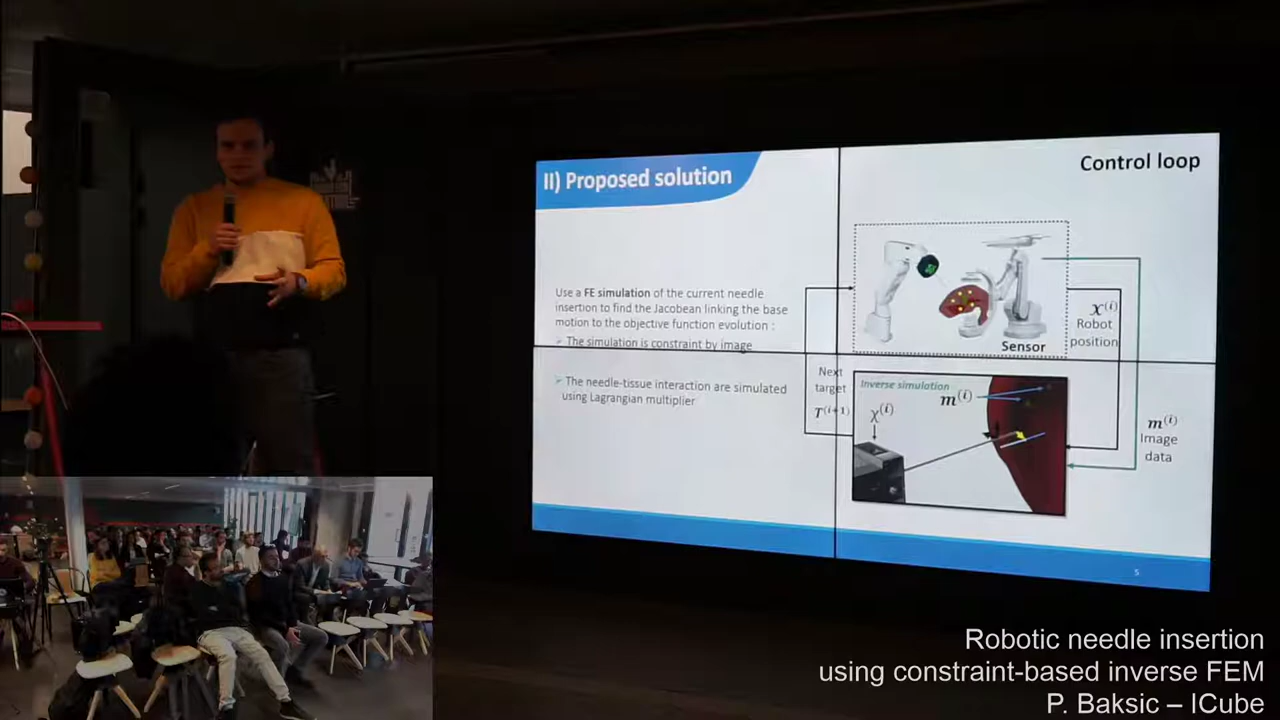 II) Proposed solution
Control loop
Use a FE simulation of the current needle
insertion to find the Jacobean linking the base
motion to the objective function evolution :
➢ The simulation is constraint by image
➢ The needle-tissue interaction are simulated
using Lagrangian multiplier
Sensor
χ⁽ⁱ⁾
Robot
position
Next
target
T⁽ⁱ⁺¹⁾
Inverse simulation
m⁽ⁱ⁾
χ⁽ⁱ⁾
m⁽ⁱ⁾
Image
data
5
Robotic needle insertion
using constraint-based inverse FEM
P. Baksic – ICube